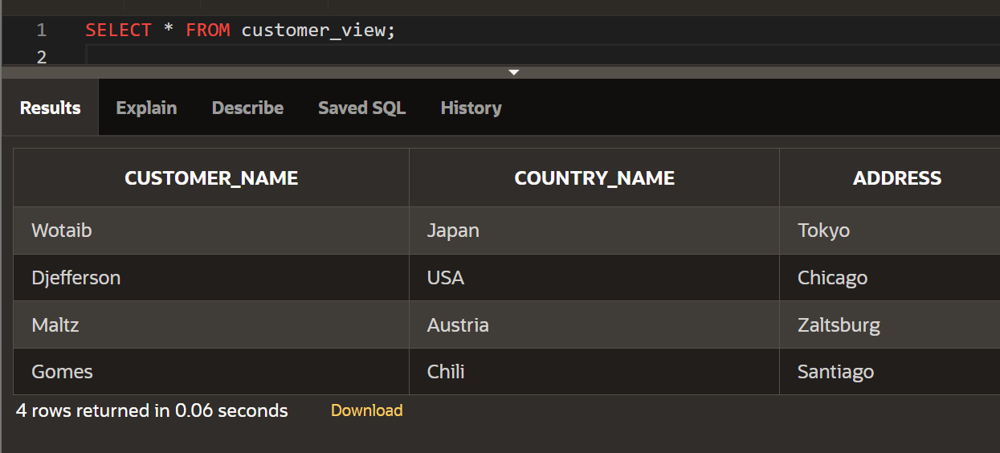 1 SELECT * FROM customer_view;
2
Results Explain Describe Saved SQL History
CUSTOMER_NAME COUNTRY_NAME ADDRESS
Wotaib Japan Tokyo
Djefferson USA Chicago
Maltz Austria Zaltsburg
Gomes Chili Santiago
4 rows returned in 0.06 seconds Download